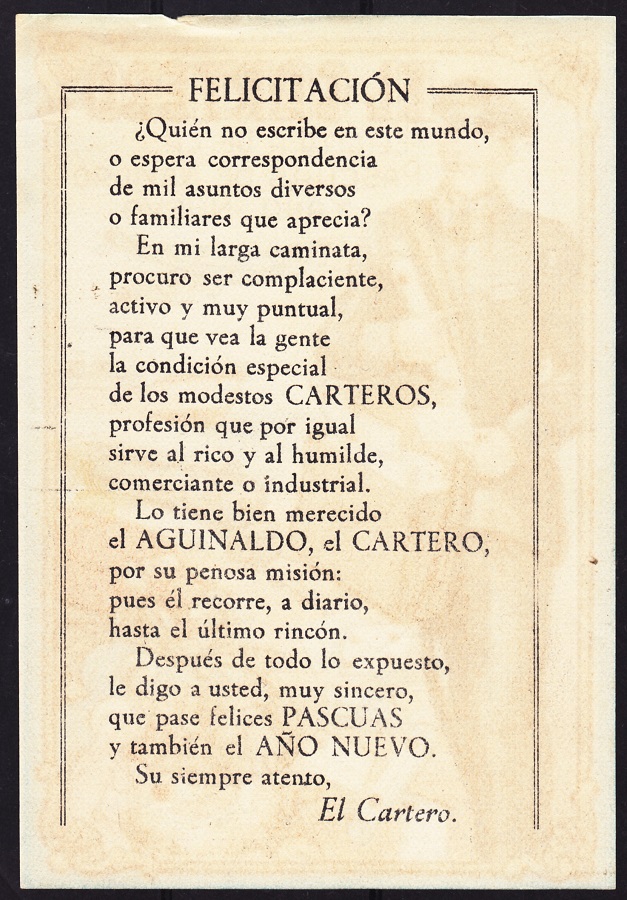 FELICITACIÓN
¿Quién no escribe en este mundo,
o espera correspondencia
de mil asuntos diversos
o familiares que aprecia?
En mi larga caminata,
procuro ser complaciente,
activo y muy puntual,
para que vea la gente
la condición especial
de los modestos CARTEROS,
profesión que por igual
sirve al rico y al humilde,
comerciante o industrial.
Lo tiene bien merecido
el AGUINALDO, el CARTERO,
por su penosa misión:
pues él recorre, a diario,
hasta el último rincón.
Después de todo lo expuesto,
le digo a usted, muy sincero,
que pase felices PASCUAS
y también el AÑO NUEVO.
Su siempre atento,
El Cartero.